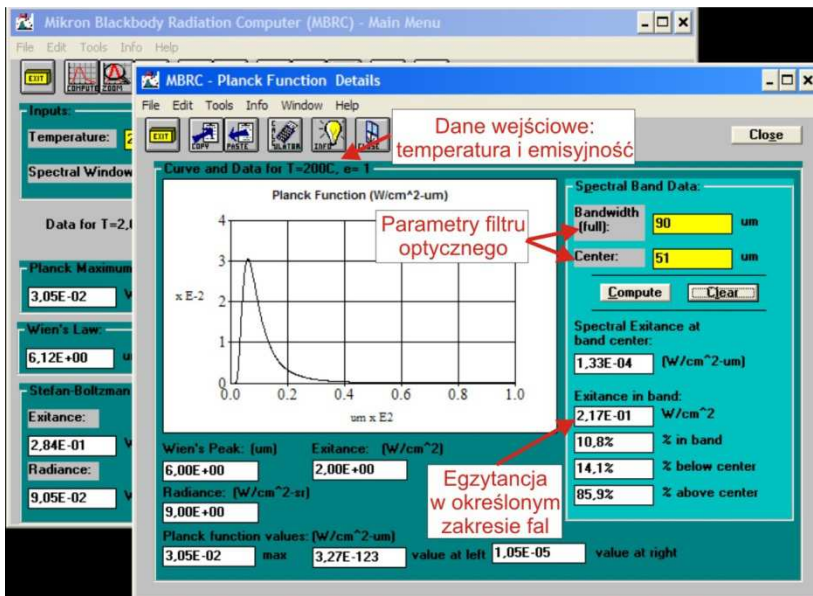 Mikron Blackbody Radiation Computer (MBRC) - Main Menu
File Edit Tools Info Help
EXIT COMPUTE ZOOM
Inputs:
Temperature: 2
Spectral Window
Data for T=2,
Planck Maximum
3,05E-02 W
Wien's Law:
6,12E+00 u
Stefan-Boltzman
Exitance:
2,84E-01 W
Radiance:
9,05E-02 W
MBRC - Planck Function Details
File Edit Tools Info Window Help
EXIT COPY PASTE INFO CLOSE
Close
Dane wejściowe:
temperatura i emisyjność
Curve and Data for T=200C, e= 1
Planck Function (W/cm^2-um)
4
3
x E-2
2
1
0
0.0 0.2 0.4 0.6 0.8 1.0
um x E2
Parametry filtru
optycznego
Spectral Band Data:
Bandwidth
(full): 90 um
Center: 51 um
Compute Clear
Spectral Exitance at
band center:
1,33E-04 (W/cm^2-um)
Exitance in band:
2,17E-01 W/cm^2
10,8% % in band
14,1% % below center
85,9% % above center
Wien's Peak: (um) Exitance: (W/cm^2)
6,00E+00 2,00E+00
Radiance: (W/cm^2-sr)
9,00E+00
Egzytancja
w określonym
zakresie fal
Planck function values: (W/cm^2-um)
3,05E-02 max 3,27E-123 value at left 1,05E-05 value at right